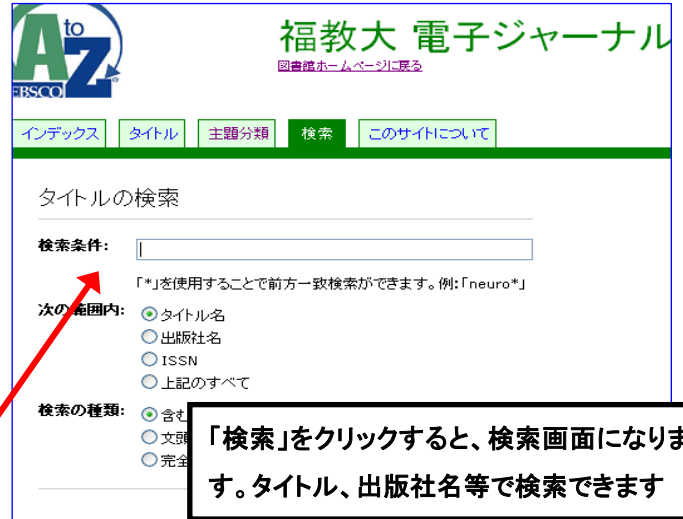 AtoZ
EBSCO
福教大 電子ジャーナル
図書館ホームページに戻る
インデックス タイトル 主題分類 検索 このサイトについて
タイトルの検索
検索条件:
「*」を使用することで前方一致検索ができます。例:「neuro*」
次の範囲内: タイトル名
出版社名
ISSN
上記のすべて
検索の種類: 含む
文頭
完全
「検索」をクリックすると、検索画面になりま
す。タイトル、出版社名等で検索できます